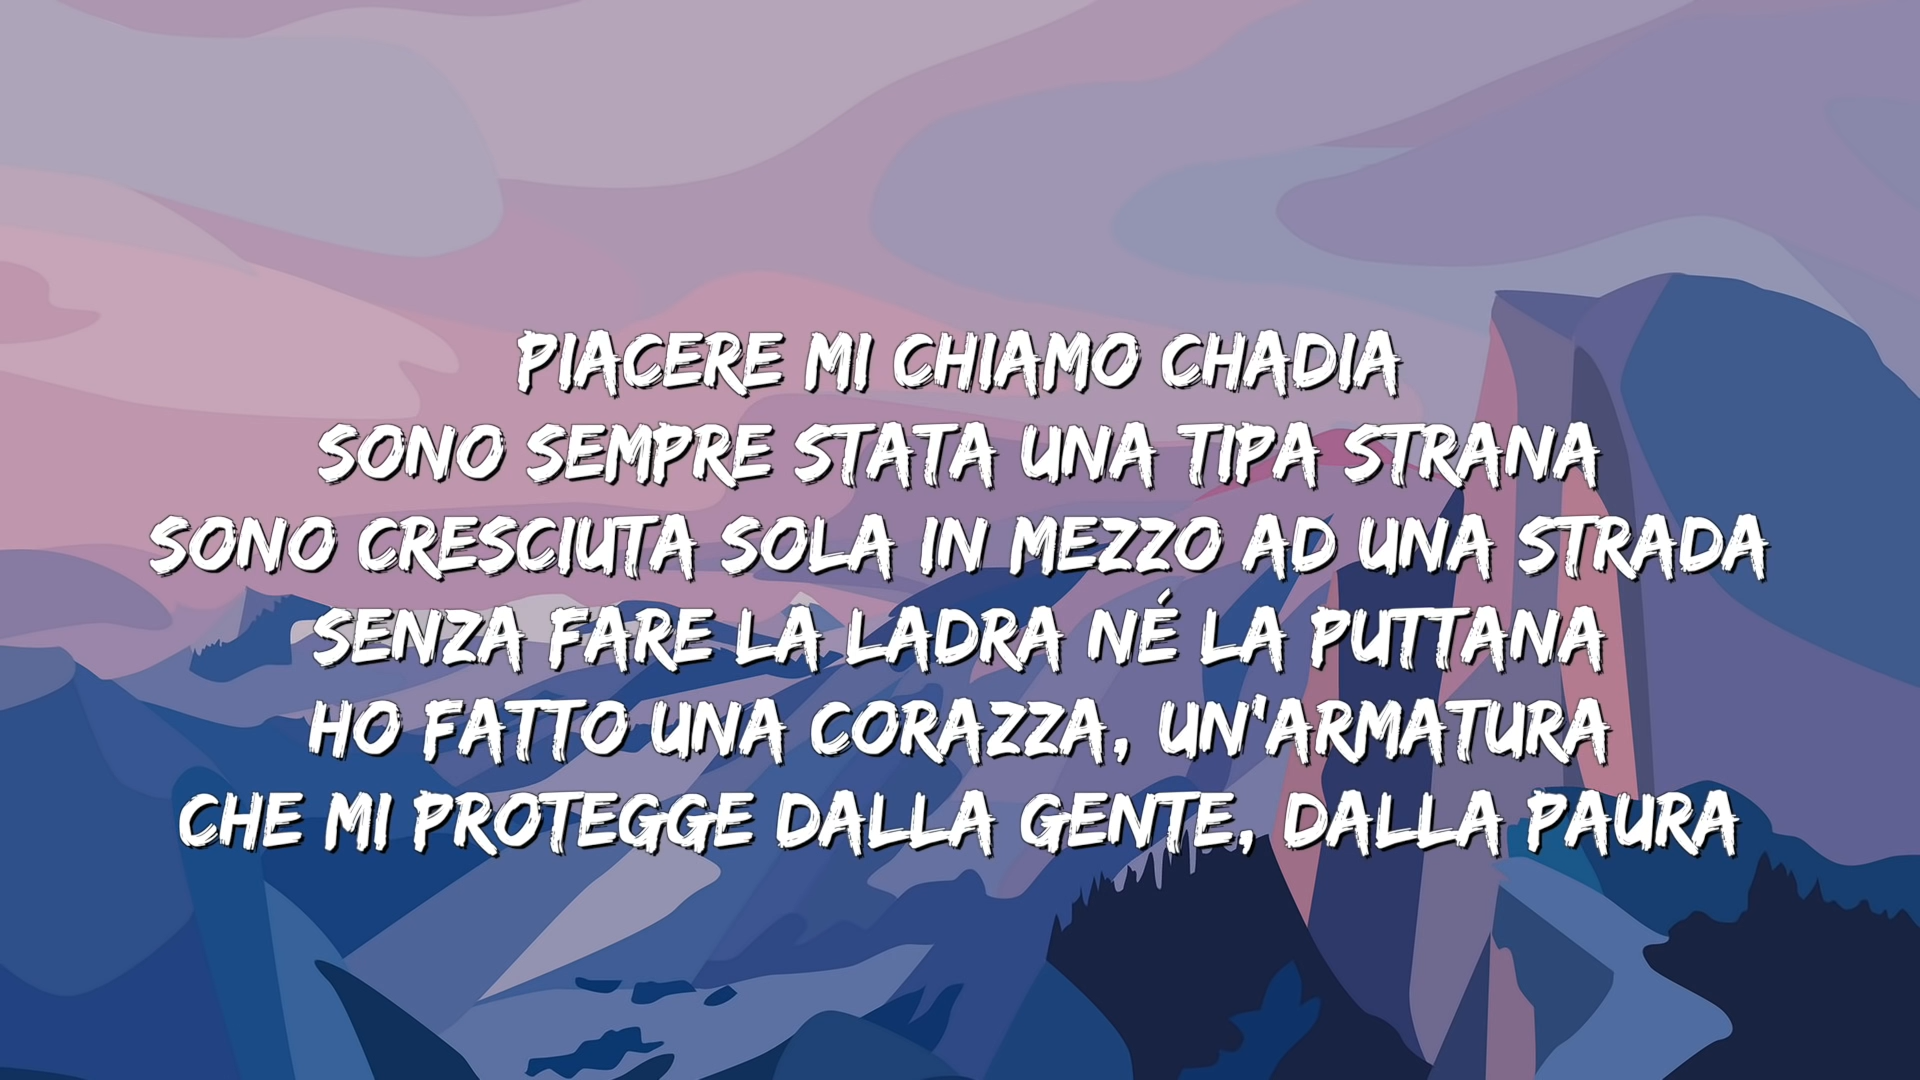 PIACERE MI CHIAMO CHADIA
SONO SEMPRE STATA UNA TIPA STRANA
SONO CRESCIUTA SOLA IN MEZZO AD UNA STRADA
SENZA FARE LA LADRA NÉ LA PUTTANA
HO FATTO UNA CORAZZA, UN'ARMATURA
CHE MI PROTEGGE DALLA GENTE, DALLA PAURA